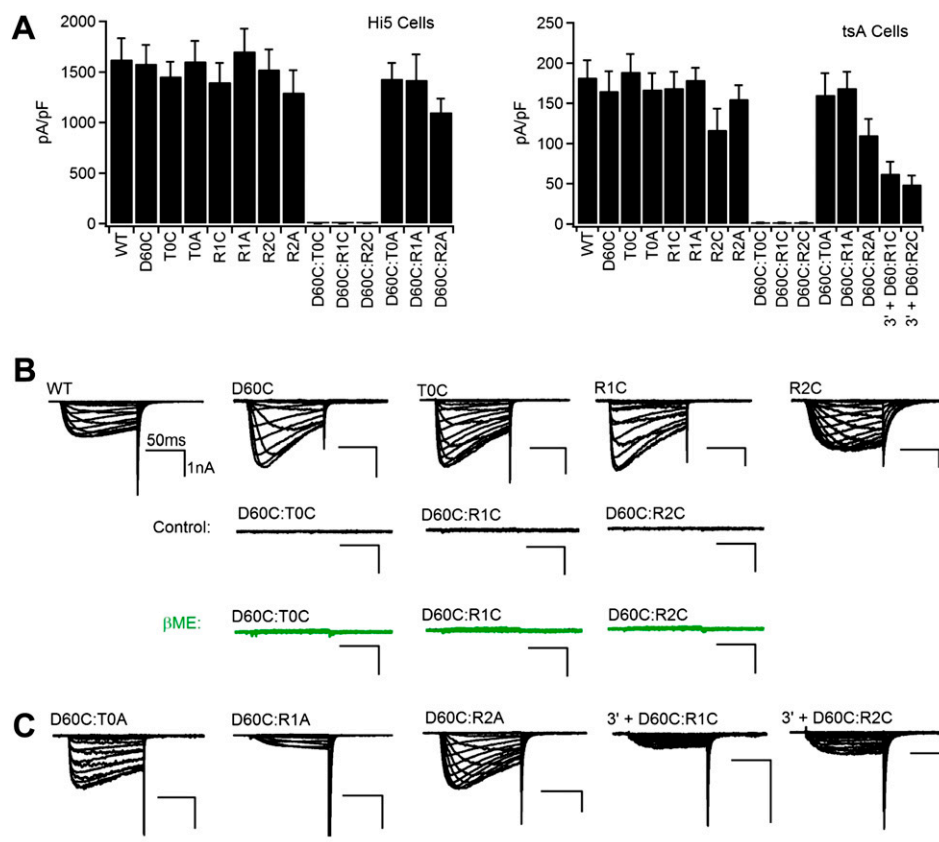 A
Hi5 Cells
2000
1500
1000
500
0
pA/pF
WT
D60C
T0C
T0A
R1C
R1A
R2C
R2A
D60C:T0C
D60C:R1C
D60C:R2C
D60C:T0A
D60C:R1A
D60C:R2A
tsA Cells
250
200
150
100
50
0
pA/pF
WT
D60C
T0C
T0A
R1C
R1A
R2C
R2A
D60C:T0C
D60C:R1C
D60C:R2C
D60C:T0A
D60C:R1A
D60C:R2A
3' + D60:R1C
3' + D60:R2C
B
WT
D60C
T0C
R1C
R2C
50ms
1nA
Control:
D60C:T0C
D60C:R1C
D60C:R2C
βME:
D60C:T0C
D60C:R1C
D60C:R2C
C
D60C:T0A
D60C:R1A
D60C:R2A
3' + D60C:R1C
3' + D60C:R2C